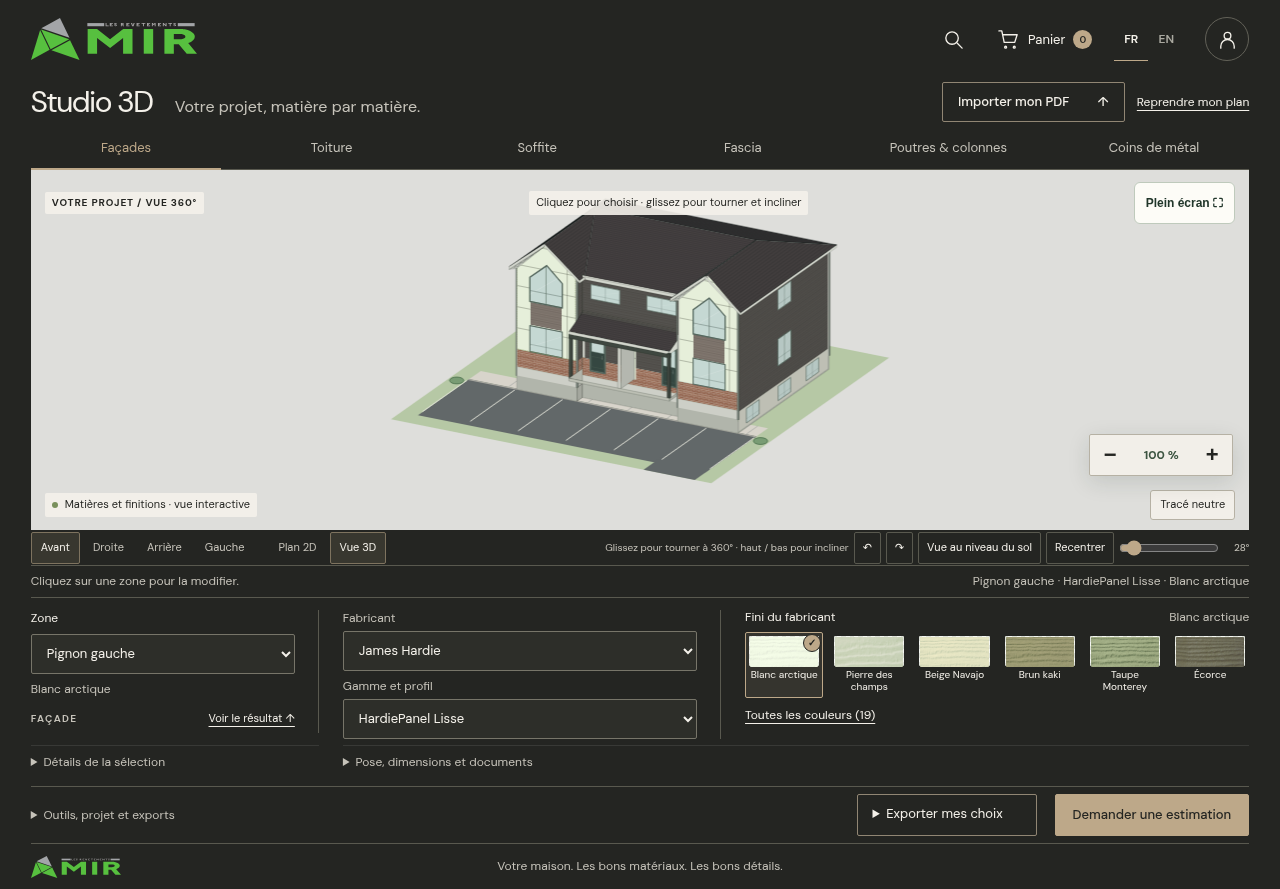 LES REVÊTEMENTS
MIR
Panier 0
FR EN
Studio 3D Votre projet, matière par matière.
Importer mon PDF ↑ Reprendre mon plan
Façades Toiture Soffite Fascia Poutres & colonnes Coins de métal
VOTRE PROJET / VUE 360°
Cliquez pour choisir · glissez pour tourner et incliner
Plein écran
− 100 % +
Matières et finitions · vue interactive
Tracé neutre
Avant Droite Arrière Gauche Plan 2D Vue 3D
Glissez pour tourner à 360° · haut / bas pour incliner ↶ ↷ Vue au niveau du sol Recentrer 28°
Cliquez sur une zone pour la modifier.
Pignon gauche · HardiePanel Lisse · Blanc arctique
Zone
Pignon gauche
Blanc arctique
FAÇADE Voir le résultat ↑
Fabricant
James Hardie
Gamme et profil
HardiePanel Lisse
Fini du fabricant Blanc arctique
Blanc arctique
Pierre des champs
Beige Navajo
Brun kaki
Taupe Monterey
Écorce
Toutes les couleurs (19)
▶ Détails de la sélection
▶ Pose, dimensions et documents
▶ Outils, projet et exports
▶ Exporter mes choix
Demander une estimation
MIR
Votre maison. Les bons matériaux. Les bons détails.